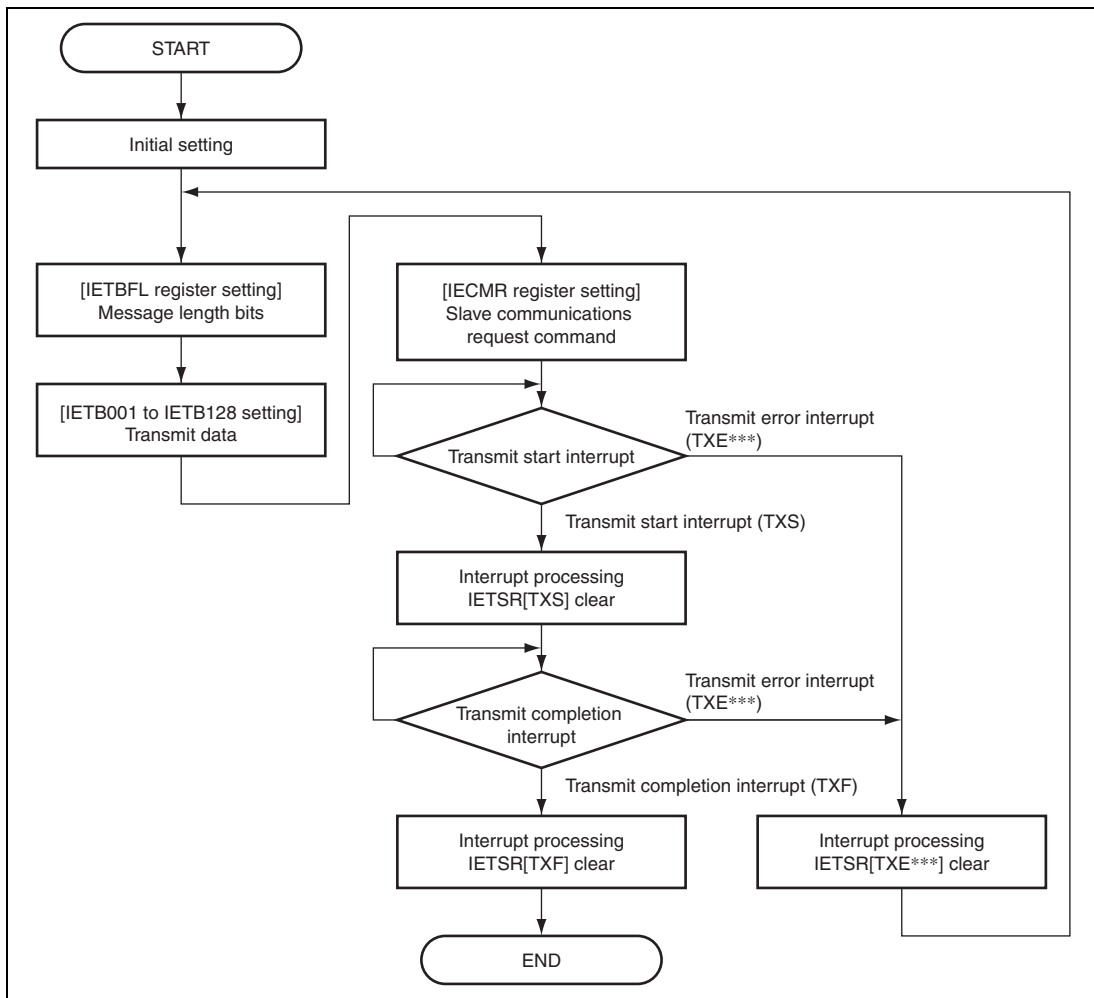 START
Initial setting
[IETBFL register setting]
Message length bits
[IETB001 to IETB128 setting]
Transmit data
[IECMR register setting]
Slave communications
request command
Transmit start interrupt
Transmit error interrupt
(TXE***)
Transmit start interrupt (TXS)
Interrupt processing
IETSR[TXS] clear
Transmit completion
interrupt
Transmit error interrupt
(TXE***)
Transmit completion interrupt (TXF)
Interrupt processing
IETSR[TXF] clear
Interrupt processing
IETSR[TXE***] clear
END